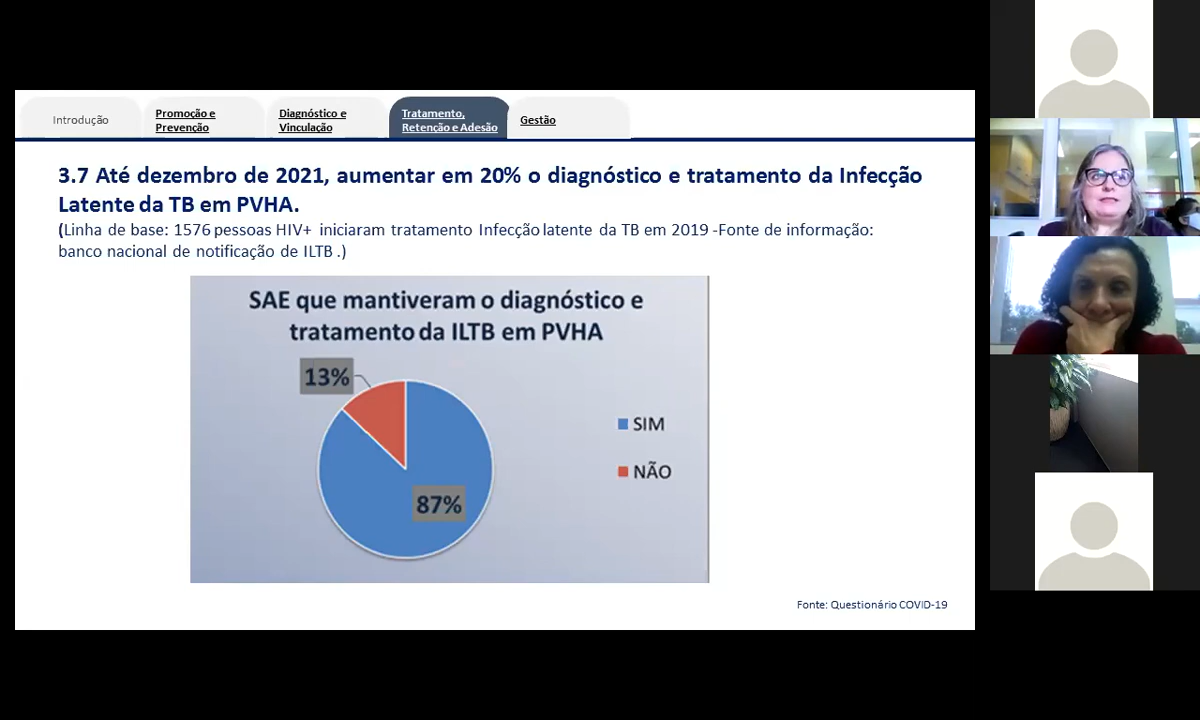 Introdução
Promoção e
Prevenção
Diagnóstico e
Vinculação
Tratamento,
Retenção e Adesão
Gestão
3.7 Até dezembro de 2021, aumentar em 20% o diagnóstico e tratamento da Infecção
Latente da TB em PVHA.
(Linha de base: 1576 pessoas HIV+ iniciaram tratamento Infecção latente da TB em 2019 -Fonte de informação:
banco nacional de notificação de ILTB .)
SAE que mantiveram o diagnóstico e
tratamento da ILTB em PVHA
13%
SIM
NÃO
87%
Fonte: Questionário COVID-19